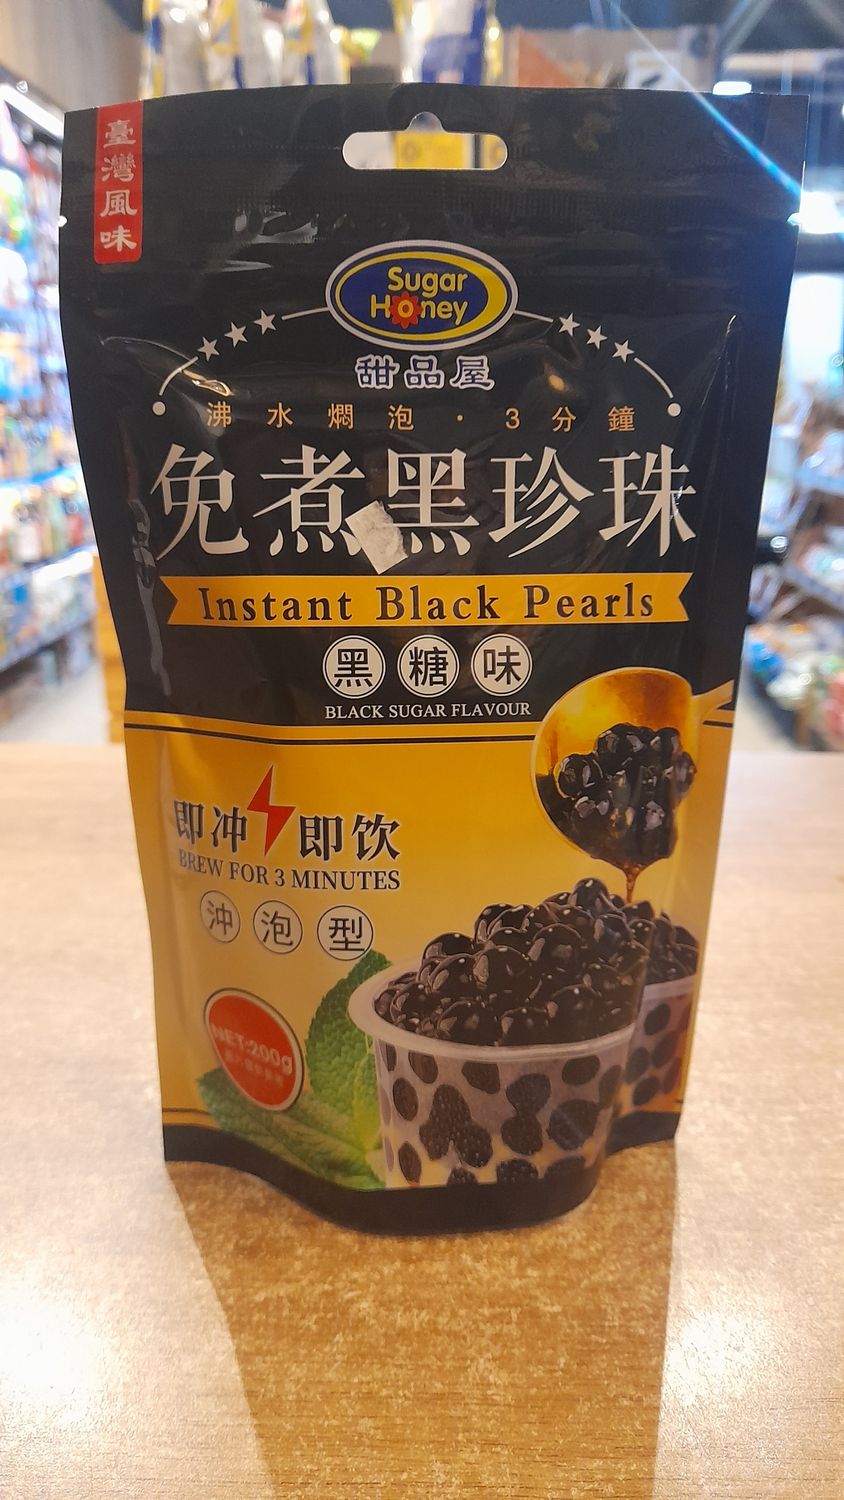 臺灣風味
Sugar
Honey
甜品屋
沸水燜泡·3分鐘
免煮黑珍珠
Instant Black Pearls
黑糖味
BLACK SUGAR FLAVOUR
即冲即饮
BREW FOR 3 MINUTES
沖泡型
NET:200g